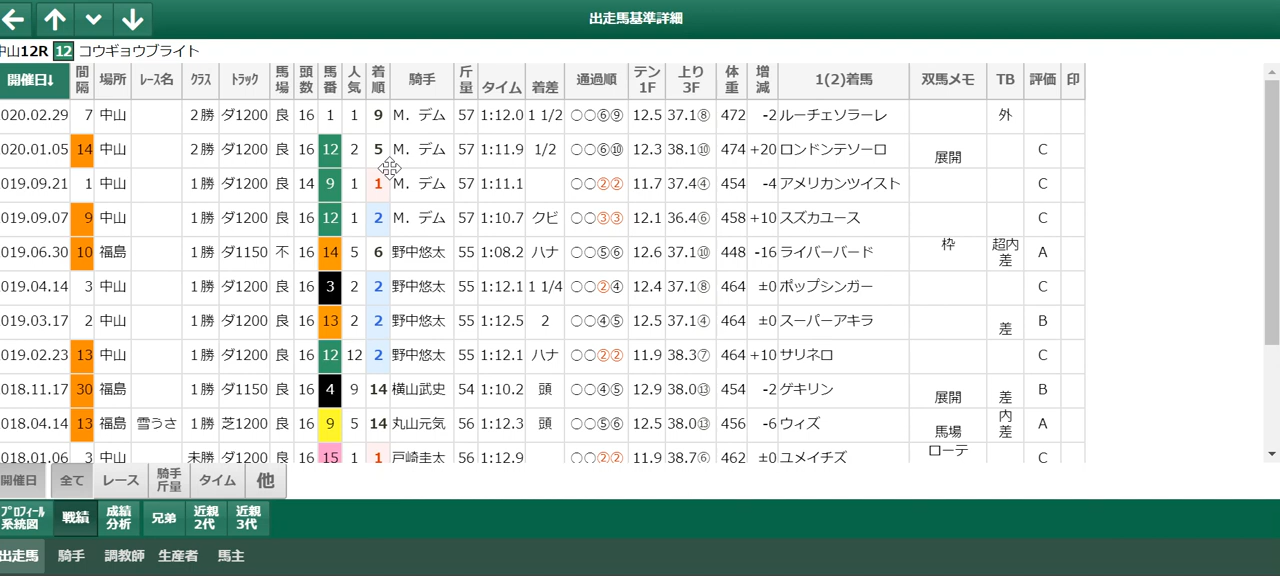 出走馬基準詳細
中山12R 12 コウギョウブライト
開催日↓ 間隔 場所 レース名 クラス トラック 馬場 頭数 馬番 人気 着順 騎手 斤量 タイム 着差 通過順 テン1F 上り3F 体重 増減 1(2)着馬 双馬メモ TB 評価 印
020.02.29 7 中山 2勝 ダ1200 良 16 1 1 9 M．デム 57 1:12.0 1 1/2 ○○⑥⑨ 12.5 37.1⑧ 472 -2 ルーチェソラーレ 外
020.01.05 14 中山 2勝 ダ1200 良 16 12 2 5 M．デム 57 1:11.9 1/2 ○○⑥⑩ 12.3 38.1⑩ 474 +20 ロンドンテソーロ 展開 C
019.09.21 1 中山 1勝 ダ1200 良 14 9 1 1 M．デム 57 1:11.1 ○○②② 11.7 37.4④ 454 -4 アメリカンツイスト C
019.09.07 9 中山 1勝 ダ1200 良 16 12 1 2 M．デム 57 1:10.7 クビ ○○③③ 12.1 36.4⑥ 458 +10 スズカユース C
019.06.30 10 福島 1勝 ダ1150 不 16 14 5 6 野中悠太 55 1:08.2 ハナ ○○⑤⑥ 12.6 37.1⑩ 448 -16 ライバーバード 枠 超内差 A
019.04.14 3 中山 1勝 ダ1200 良 16 3 2 2 野中悠太 55 1:12.1 1 1/4 ○○②④ 12.4 37.1⑧ 464 ±0 ポップシンガー C
019.03.17 2 中山 1勝 ダ1200 良 16 13 2 2 野中悠太 55 1:12.5 2 ○○④⑤ 12.5 37.1④ 464 ±0 スーパーアキラ 差 B
019.02.23 13 中山 1勝 ダ1200 良 16 12 12 2 野中悠太 55 1:12.1 ハナ ○○②② 11.9 38.3⑦ 464 +10 サリネロ C
018.11.17 30 福島 1勝 ダ1150 良 16 4 9 14 横山武史 54 1:10.2 頭 ○○④⑤ 12.9 38.0⑬ 454 -2 ゲキリン 展開 差 B
018.04.14 13 福島 雪うさ 1勝 芝1200 良 16 9 5 14 丸山元気 56 1:12.3 頭 ○○⑤⑥ 12.5 38.0⑬ 456 -6 ウィズ 馬場 内差 A
018.01.06 3 中山 未勝 ダ1200 良 16 15 1 1 戸崎圭太 56 1:12.9 ○○②② 11.9 38.7⑥ 462 ±0 ユメイチズ ローテ C
開催日 全て レース 騎手斤量 タイム 他
プロフィール系統図 戦績 成績分析 兄弟 近親2代 近親3代
出走馬 騎手 調教師 生産者 馬主